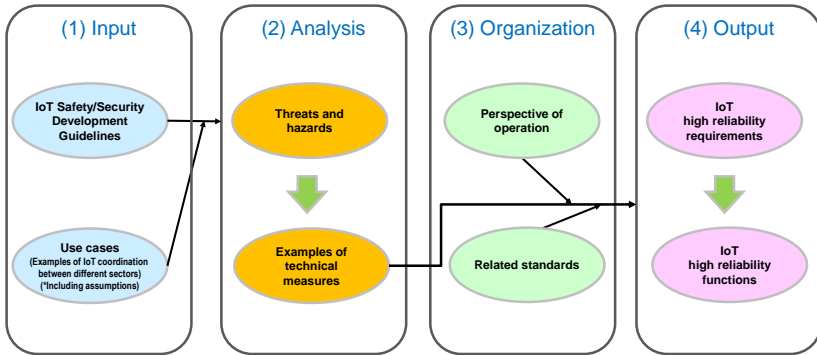 (1) Input
IoT Safety/Security
Development
Guidelines
Use cases
(Examples of IoT coordination
between different sectors)
(*Including assumptions)
(2) Analysis
Threats and
hazards
Examples of
technical
measures
(3) Organization
Perspective of
operation
Related standards
(4) Output
IoT
high reliability
requirements
IoT
high reliability
functions